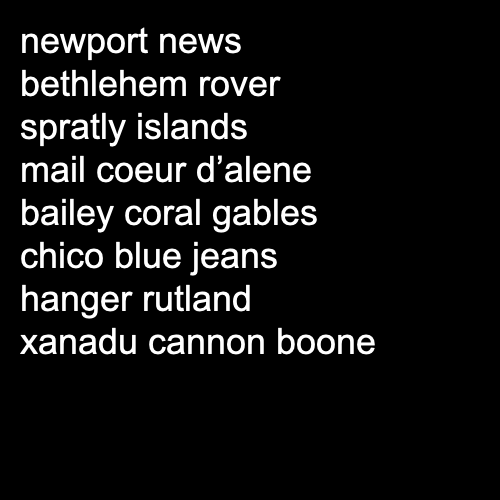 newport news
bethlehem rover
spratly islands
mail coeur d’alene
bailey coral gables
chico blue jeans
hanger rutland
xanadu cannon boone